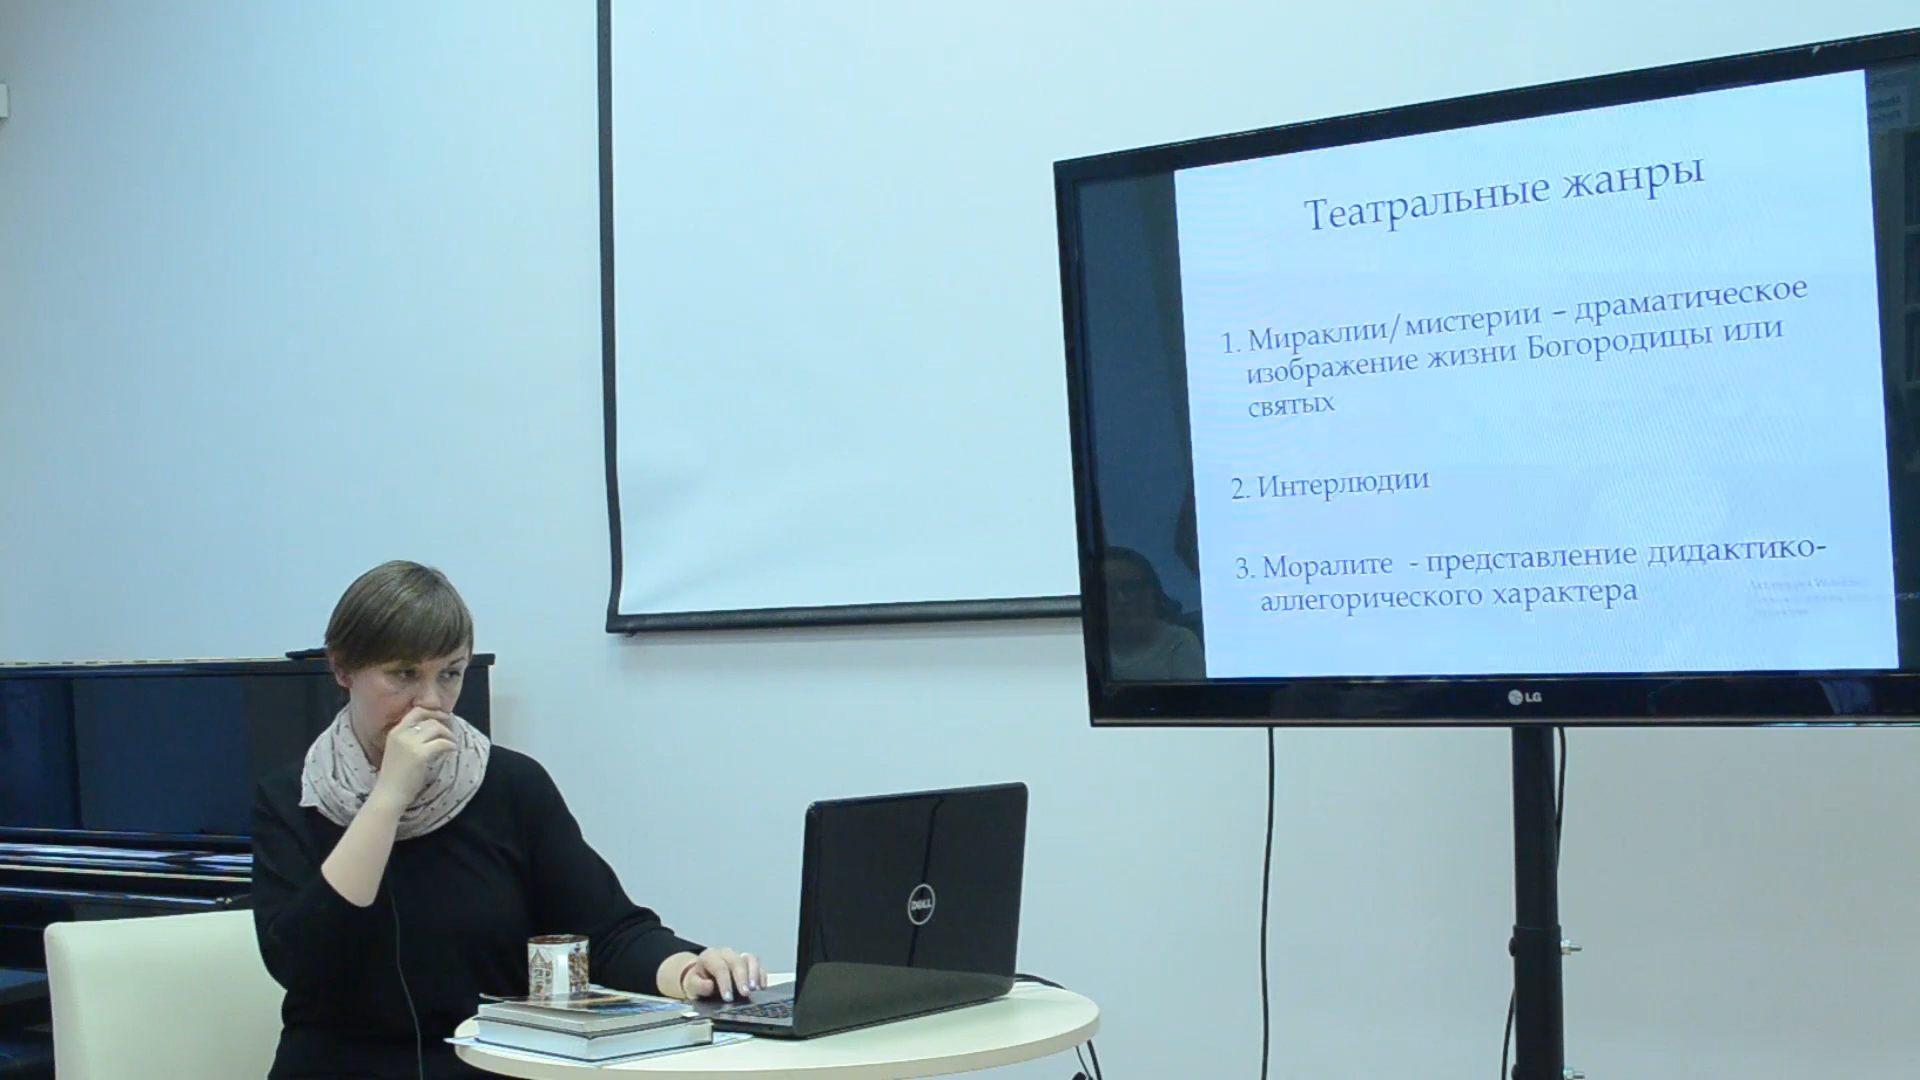 Театральные жанры
1. Мираклии/мистерии – драматическое
изображение жизни Богородицы или
святых
2. Интерлюдии
3. Моралите - представление дидактико-
аллегорического характера
LG
DELL